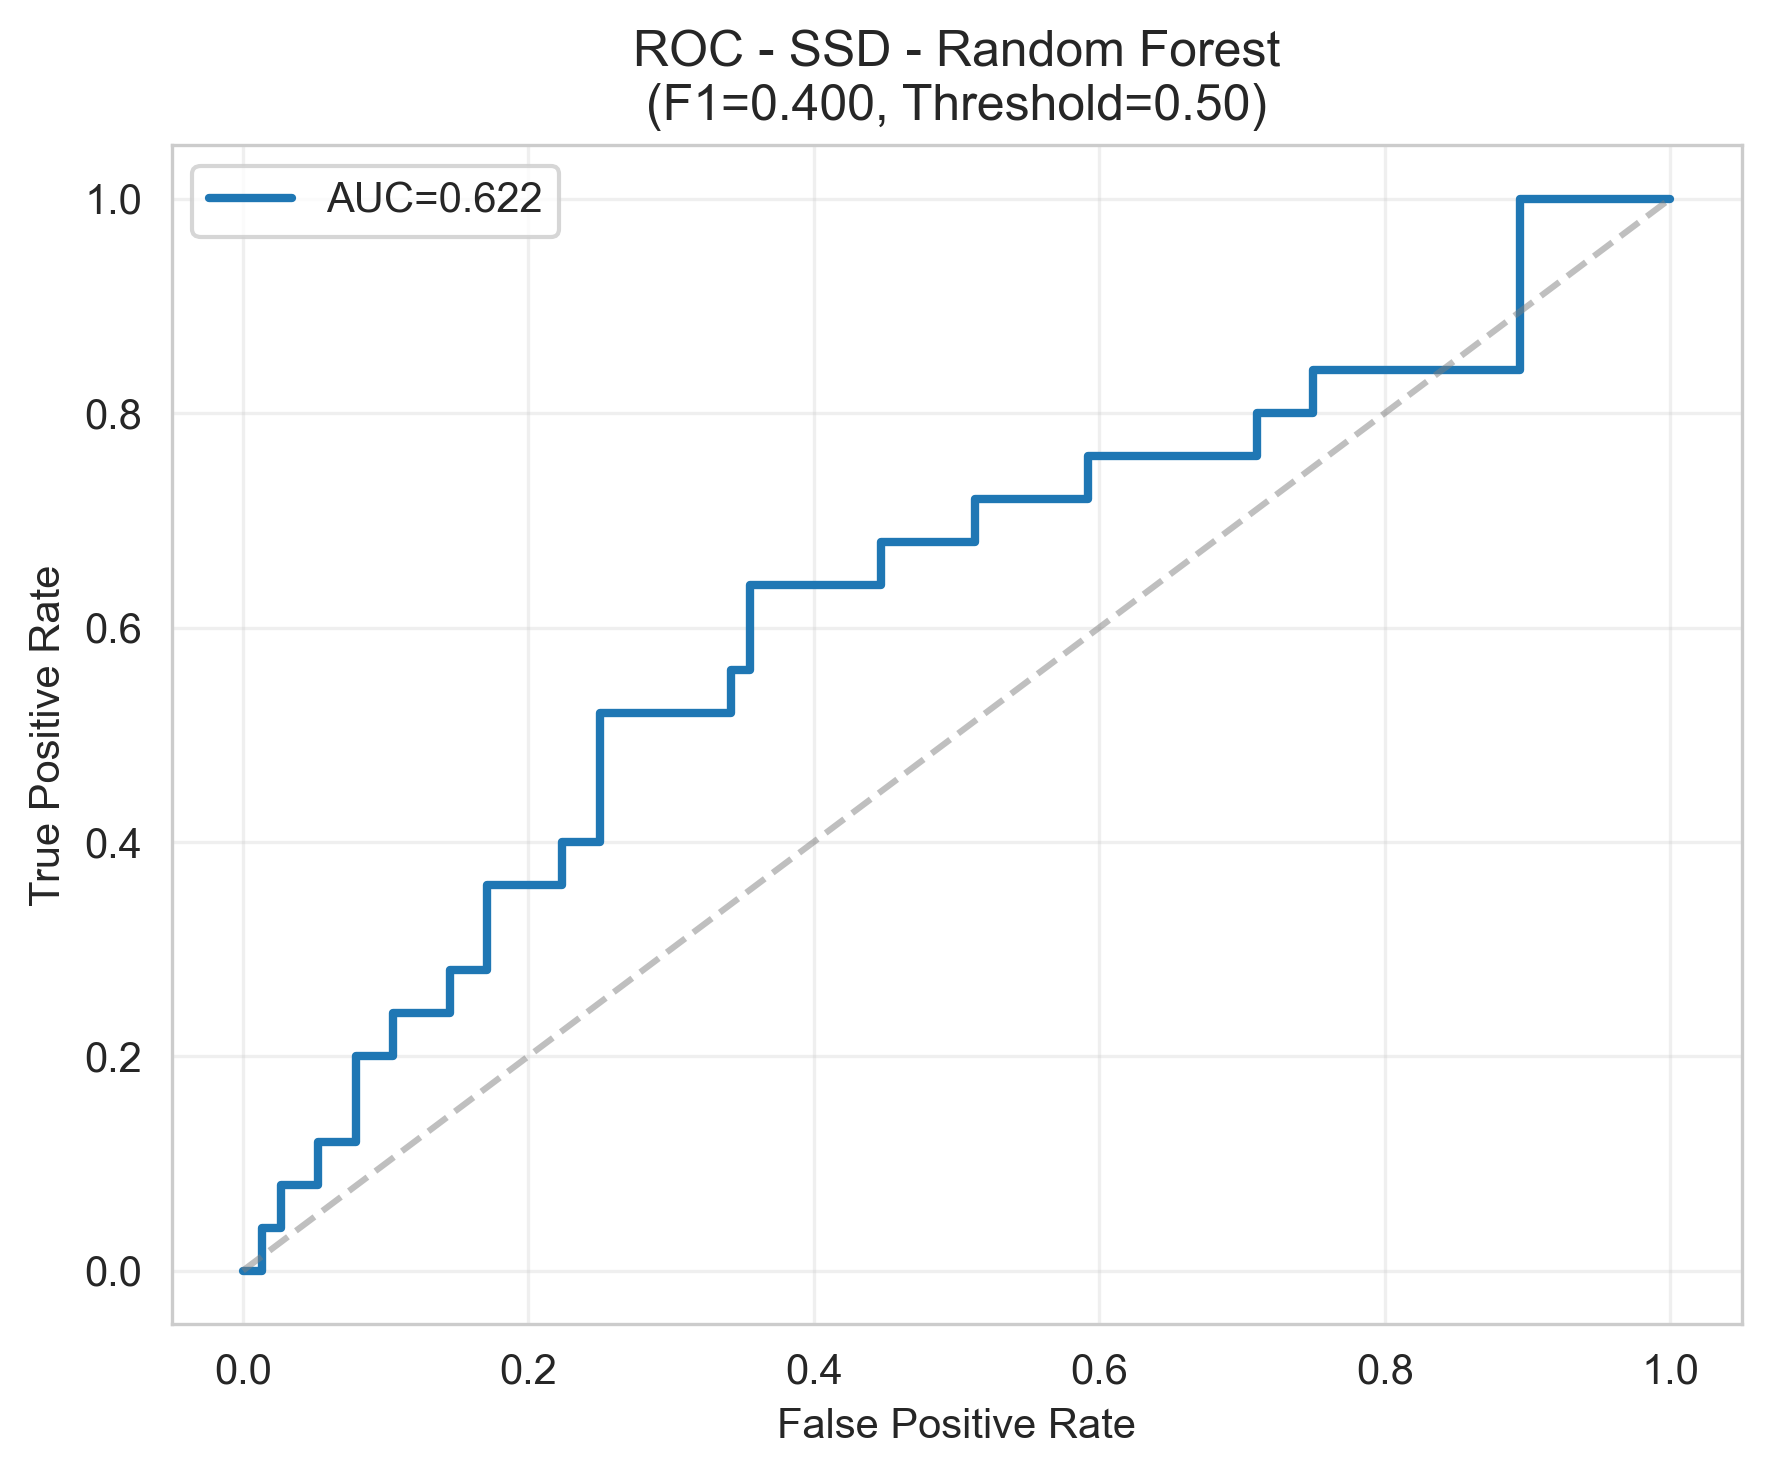 ROC - SSD - Random Forest
(F1=0.400, Threshold=0.50)
AUC=0.622
True Positive Rate
1.0
0.8
0.6
0.4
0.2
0.0
0.0 0.2 0.4 0.6 0.8 1.0
False Positive Rate